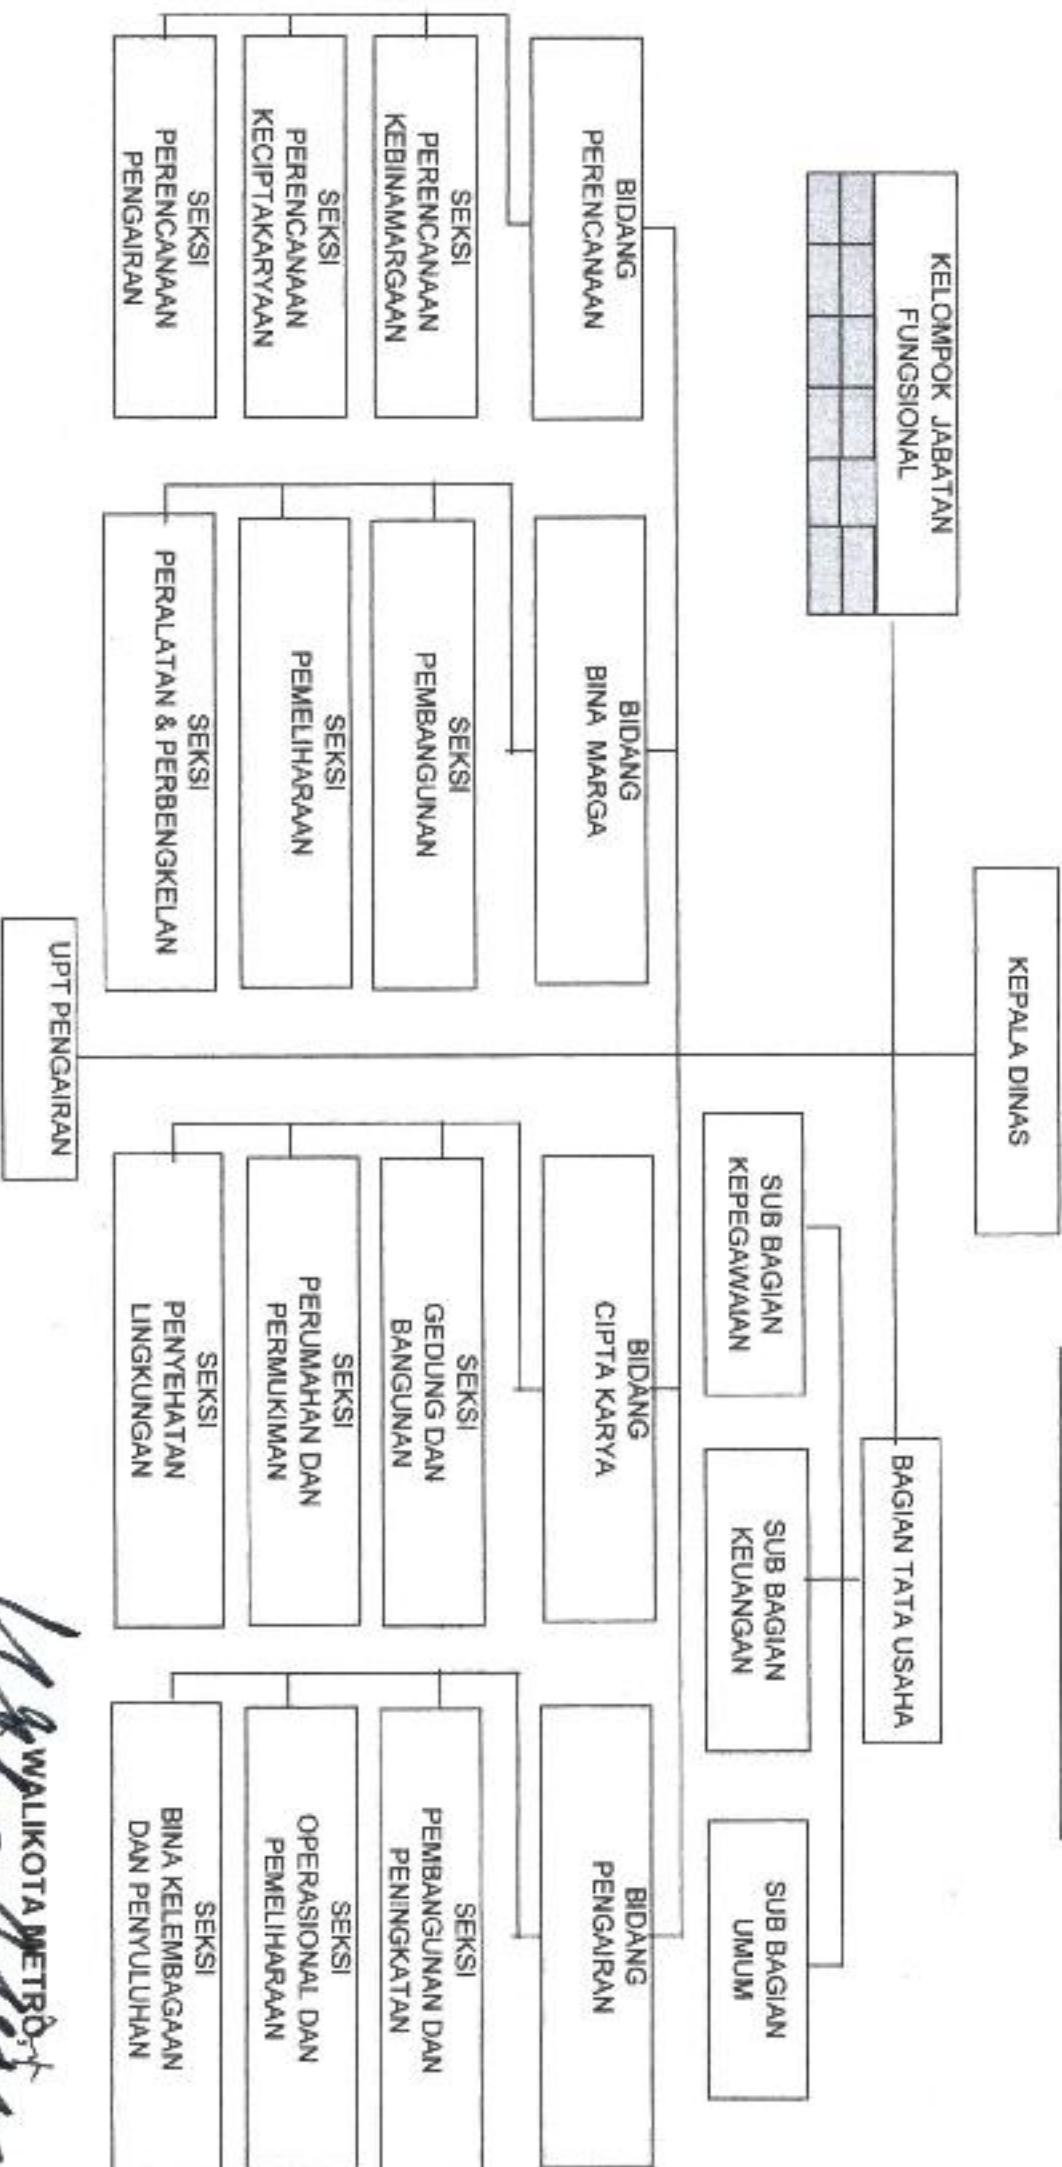 KEPALA DINAS
KELOMPOK JABATAN
FUNGSIONAL
BAGIAN TATA USAHA
SUB BAGIAN
KEPEGAWAIAN
SUB BAGIAN
KEUANGAN
SUB BAGIAN
UMUM
BIDANG
PERENCANAAN
BIDANG
BINA MARGA
BIDANG
CIPTA KARYA
BIDANG
PENGAIRAN
SEKSI
PERENCANAAN
KEBINAMARGAAN
SEKSI
PEMBANGUNAN
SEKSI
GEDUNG DAN
BANGUNAN
SEKSI
PEMBANGUNAN DAN
PENINGKATAN
SEKSI
PERENCANAAN
KECIPTAKARYAAN
SEKSI
PEMELIHARAAN
SEKSI
PERUMAHAN DAN
PERMUKIMAN
SEKSI
OPERASIONAL DAN
PEMELIHARAAN
SEKSI
PERENCANAAN
PENGAIRAN
SEKSI
PERALATAN & PERBENGKELAN
SEKSI
PENYEHATAN
LINGKUNGAN
SEKSI
BINA KELEMBAGAAN
DAN PENYULUHAN
UPT PENGAIRAN
WALIKOTA METRO,